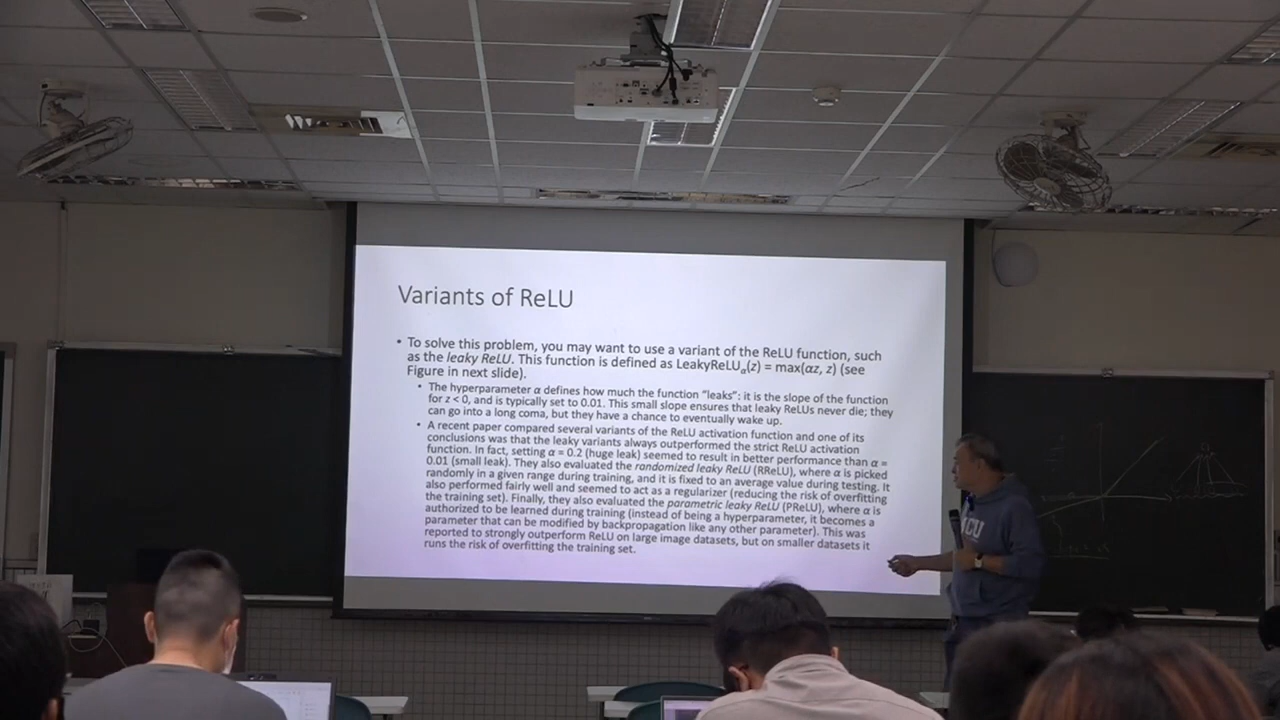 Variants of ReLU
• To solve this problem, you may want to use a variant of the ReLU function, such
as the leaky ReLU. This function is defined as LeakyReLUα(z) = max(αz, z) (see
Figure in next slide).
• The hyperparameter α defines how much the function “leaks”: it is the slope of the function
for z < 0, and is typically set to 0.01. This small slope ensures that leaky ReLUs never die; they
can go into a long coma, but they have a chance to eventually wake up.
• A recent paper compared several variants of the ReLU activation function and one of its
conclusions was that the leaky variants always outperformed the strict ReLU activation
function. In fact, setting α = 0.2 (huge leak) seemed to result in better performance than α =
0.01 (small leak). They also evaluated the randomized leaky ReLU (RReLU), where α is picked
randomly in a given range during training, and it is fixed to an average value during testing. It
also performed fairly well and seemed to act as a regularizer (reducing the risk of overfitting
the training set). Finally, they also evaluated the parametric leaky ReLU (PReLU), where α is
authorized to be learned during training (instead of being a hyperparameter, it becomes a
parameter that can be modified by backpropagation like any other parameter). This was
reported to strongly outperform ReLU on large image datasets, but on smaller datasets it
runs the risk of overfitting the training set.